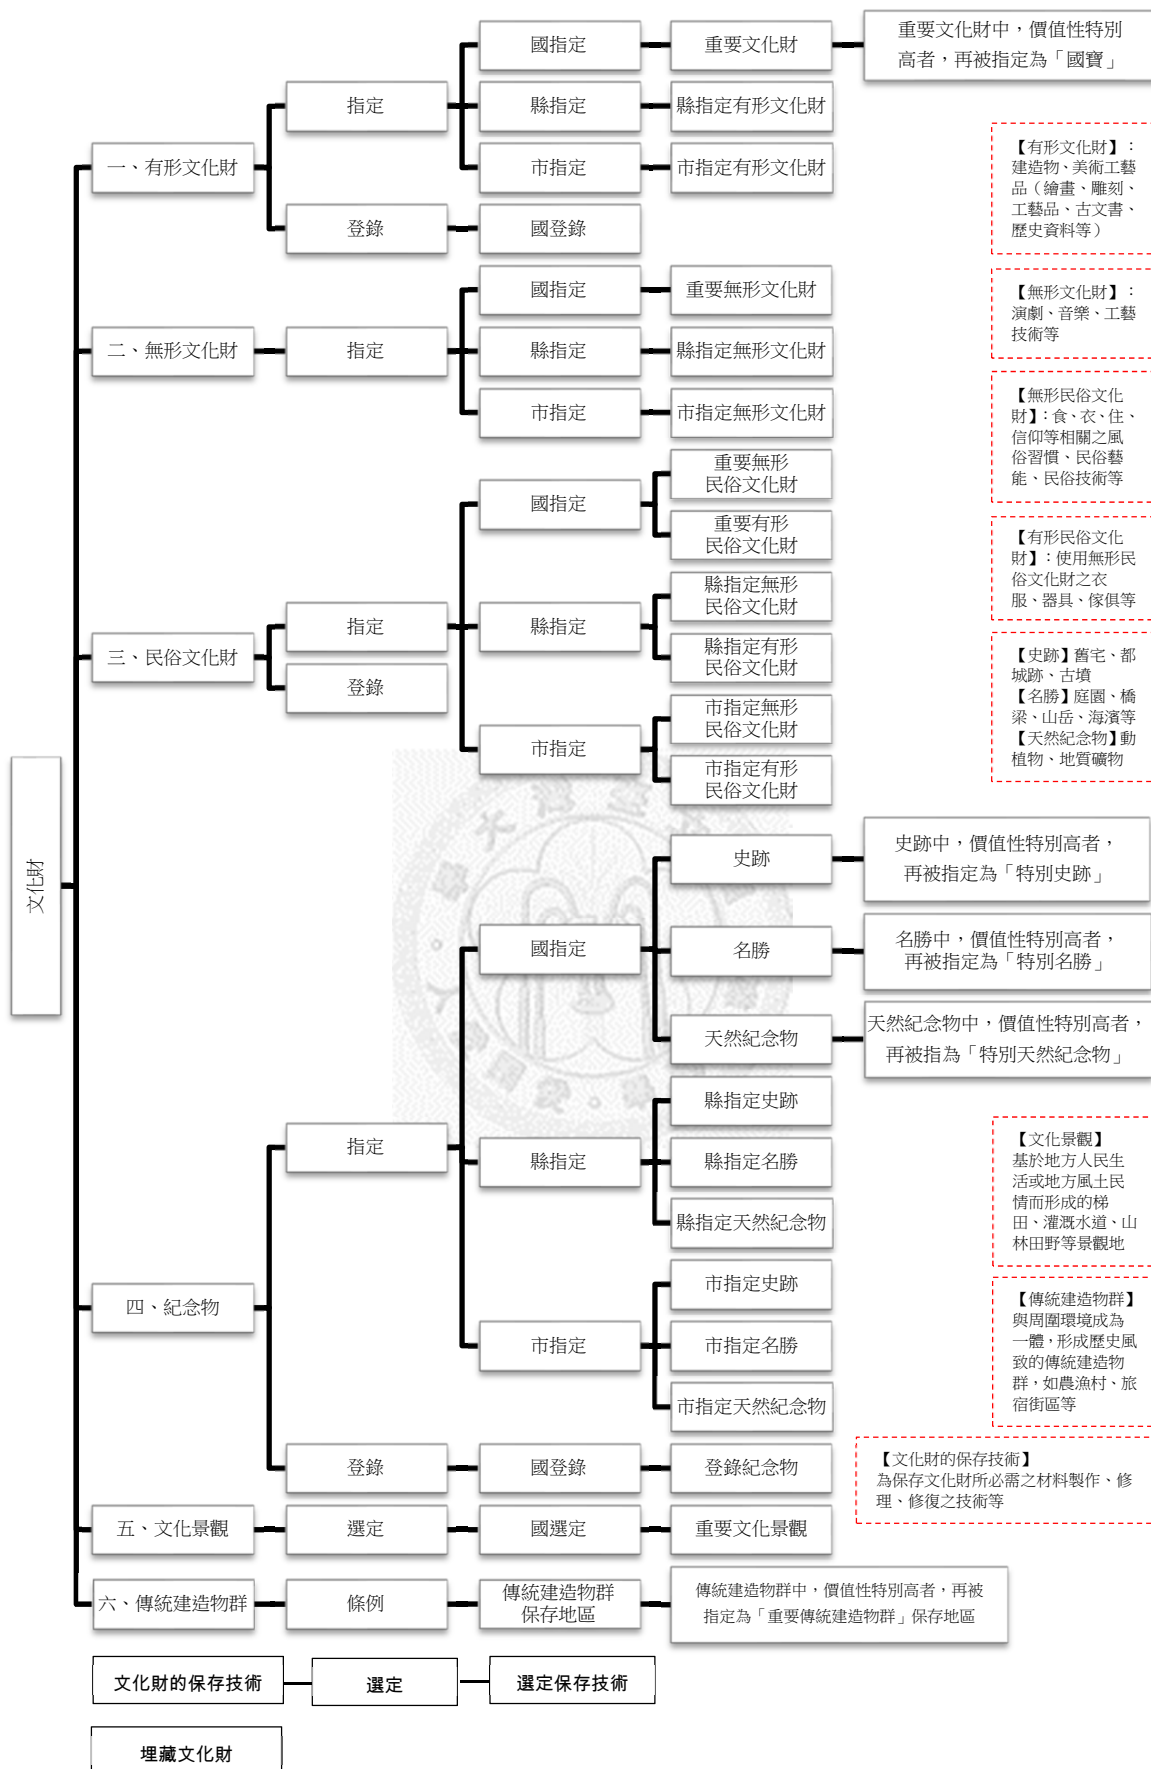 文化財
一、有形文化財
指定
國指定
重要文化財
重要文化財中，價值性特別
高者，再被指定為「國寶」
縣指定
縣指定有形文化財
市指定
市指定有形文化財
登錄
國登錄
二、無形文化財
指定
國指定
重要無形文化財
縣指定
縣指定無形文化財
市指定
市指定無形文化財
三、民俗文化財
指定
國指定
重要無形
民俗文化財
重要有形
民俗文化財
縣指定
縣指定無形
民俗文化財
縣指定有形
民俗文化財
市指定
市指定無形
民俗文化財
市指定有形
民俗文化財
登錄
四、紀念物
指定
國指定
史跡
史跡中，價值性特別高者，
再被指定為「特別史跡」
名勝
名勝中，價值性特別高者，
再被指定為「特別名勝」
天然紀念物
天然紀念物中，價值性特別高者，
再被指為「特別天然紀念物」
縣指定
縣指定史跡
縣指定名勝
縣指定天然紀念物
市指定
市指定史跡
市指定名勝
市指定天然紀念物
登錄
國登錄
登錄紀念物
五、文化景觀
選定
國選定
重要文化景觀
六、傳統建造物群
條例
傳統建造物群
保存地區
傳統建造物群中，價值性特別高者，再被
指定為「重要傳統建造物群」保存地區
文化財的保存技術
選定
選定保存技術
埋藏文化財
【有形文化財】：
建造物、美術工藝
品（繪畫、雕刻、
工藝品、古文書、
歷史資料等）
【無形文化財】：
演劇、音樂、工藝
技術等
【無形民俗文化
財】：食、衣、住、
信仰等相關之風
俗習慣、民俗藝
能、民俗技術等
【有形民俗文化
財】：使用無形民
俗文化財之衣
服、器具、傢俱等
【史跡】舊宅、都
城跡、古墳
【名勝】庭園、橋
梁、山岳、海濱等
【天然紀念物】動
植物、地質礦物
【文化景觀】
基於地方人民生
活或地方風土民
情而形成的梯
田、灌溉水道、山
林田野等景觀地
【傳統建造物群】
與周圍環境成為
一體，形成歷史風
致的傳統建造物
群，如農漁村、旅
宿街區等
【文化財的保存技術】
為保存文化財所必需之材料製作、修
理、修復之技術等